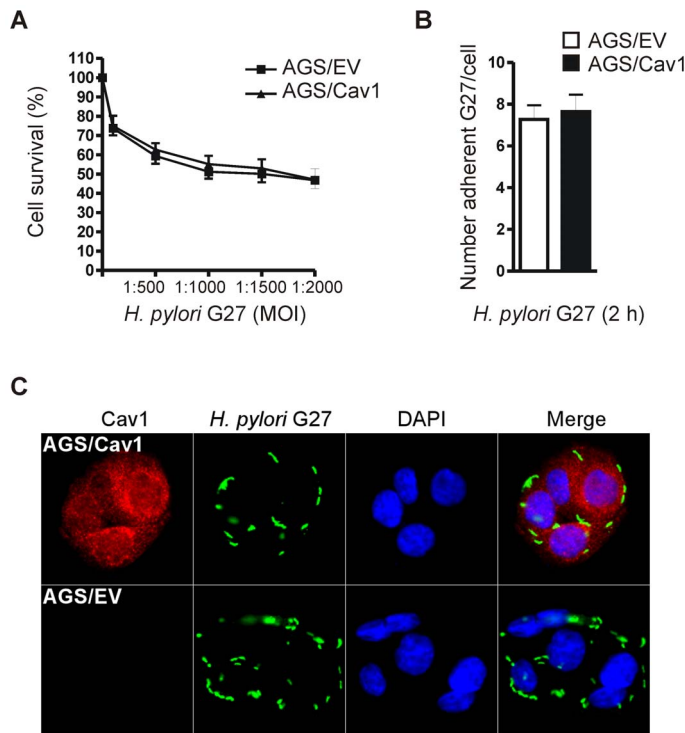 A
110
100
90
80
70
60
50
40
30
20
10
0
Cell survival (%)
AGS/EV
AGS/Cav1
1:500 1:1000 1:1500 1:2000
H. pylori G27 (MOI)
B
AGS/EV
AGS/Cav1
10
8
6
4
2
0
Number adherent G27/cell
H. pylori G27 (2 h)
C
Cav1 H. pylori G27 DAPI Merge
AGS/Cav1
AGS/EV